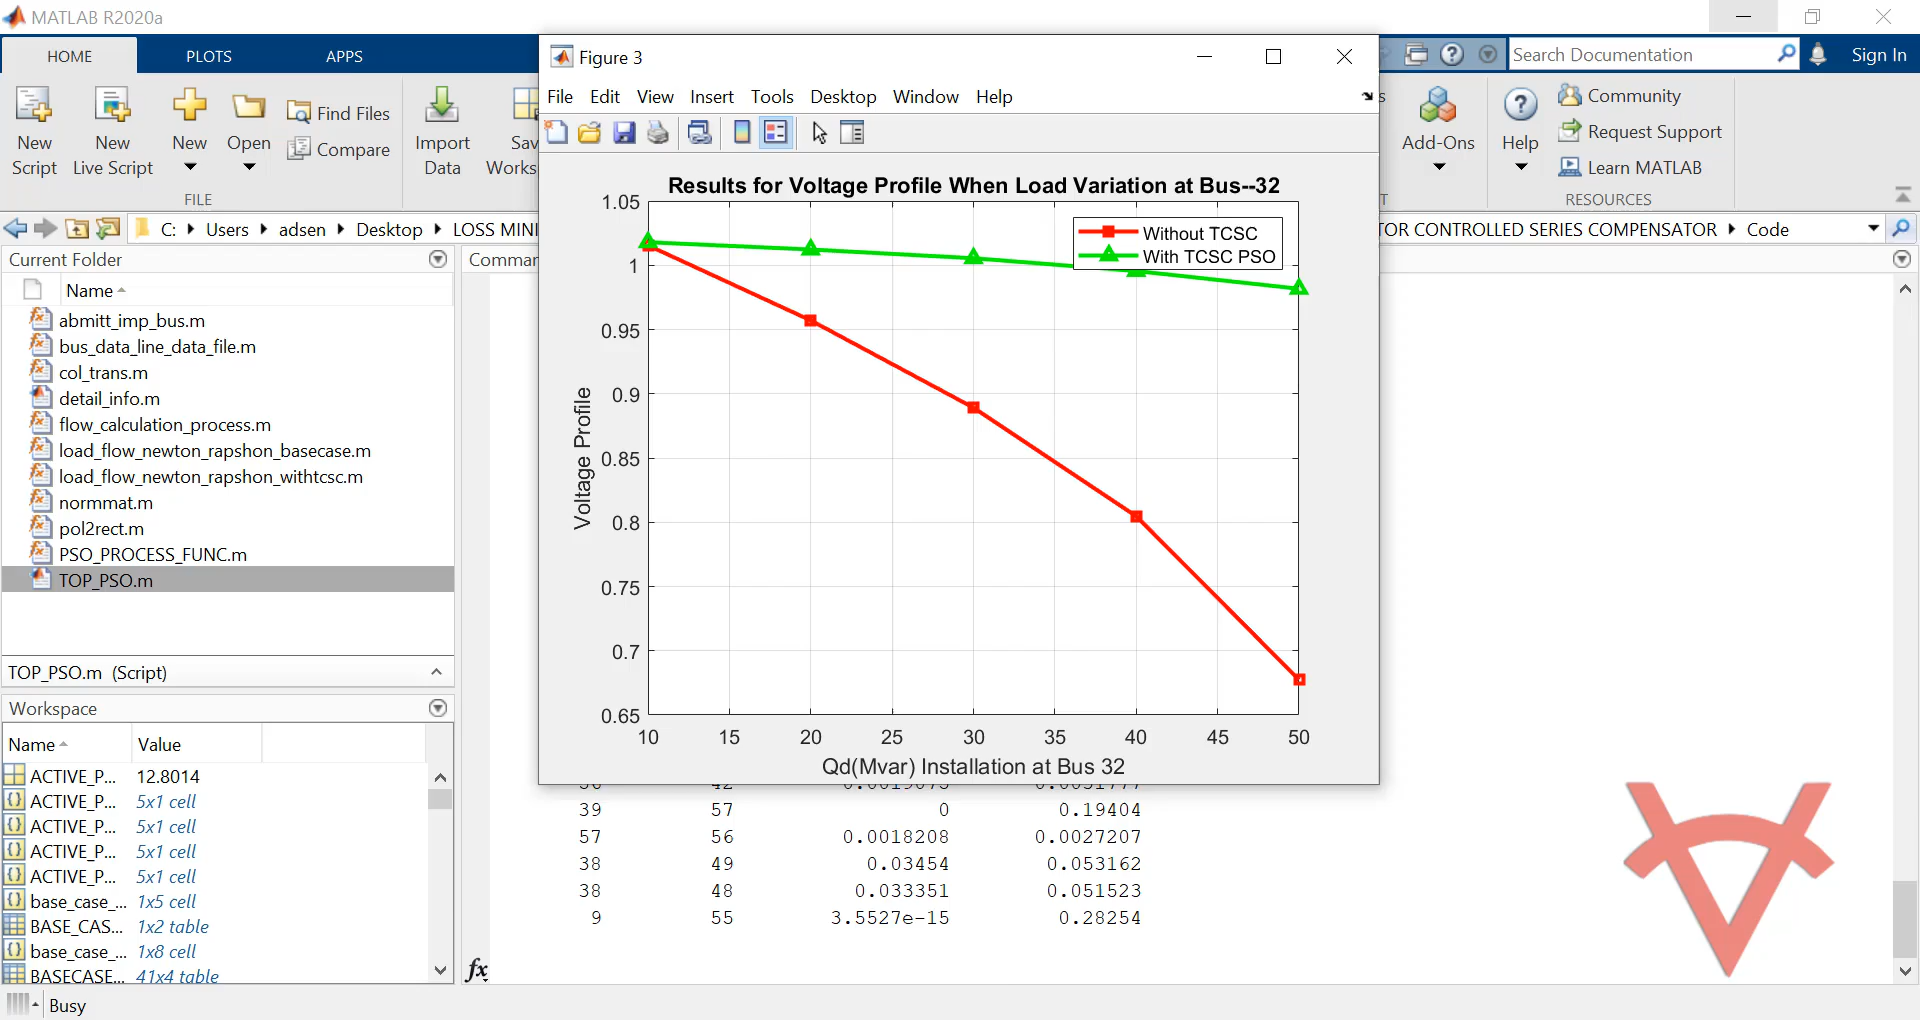 MATLAB R2020a
HOME PLOTS APPS
Search Documentation
Sign In
New Script
New Live Script
New
Open
Find Files
Compare
Import Data
FILE
Add-Ons
Help
Community
Request Support
Learn MATLAB
RESOURCES
C: Users adsen Desktop LOSS MINI
TOR CONTROLLED SERIES COMPENSATOR Code
Current Folder
Name
abmitt_imp_bus.m
bus_data_line_data_file.m
col_trans.m
detail_info.m
flow_calculation_process.m
load_flow_newton_rapshon_basecase.m
load_flow_newton_rapshon_withtcsc.m
normmat.m
pol2rect.m
PSO_PROCESS_FUNC.m
TOP_PSO.m
TOP_PSO.m (Script)
Workspace
Name Value
ACTIVE_P... 12.8014
ACTIVE_P... 5x1 cell
ACTIVE_P... 5x1 cell
ACTIVE_P... 5x1 cell
ACTIVE_P... 5x1 cell
base_case_... 1x5 cell
BASE_CAS... 1x2 table
base_case_... 1x8 cell
BASECASE... 41x4 table
Busy
Figure 3
File Edit View Insert Tools Desktop Window Help
Results for Voltage Profile When Load Variation at Bus--32
Without TCSC
With TCSC PSO
1.05
1
0.95
0.9
0.85
0.8
0.75
0.7
0.65
Voltage Profile
10 15 20 25 30 35 40 45 50
Qd(Mvar) Installation at Bus 32
39 57 0 0.19404
57 56 0.0018208 0.0027207
38 49 0.03454 0.053162
38 48 0.033351 0.051523
9 55 3.5527e-15 0.28254
fx